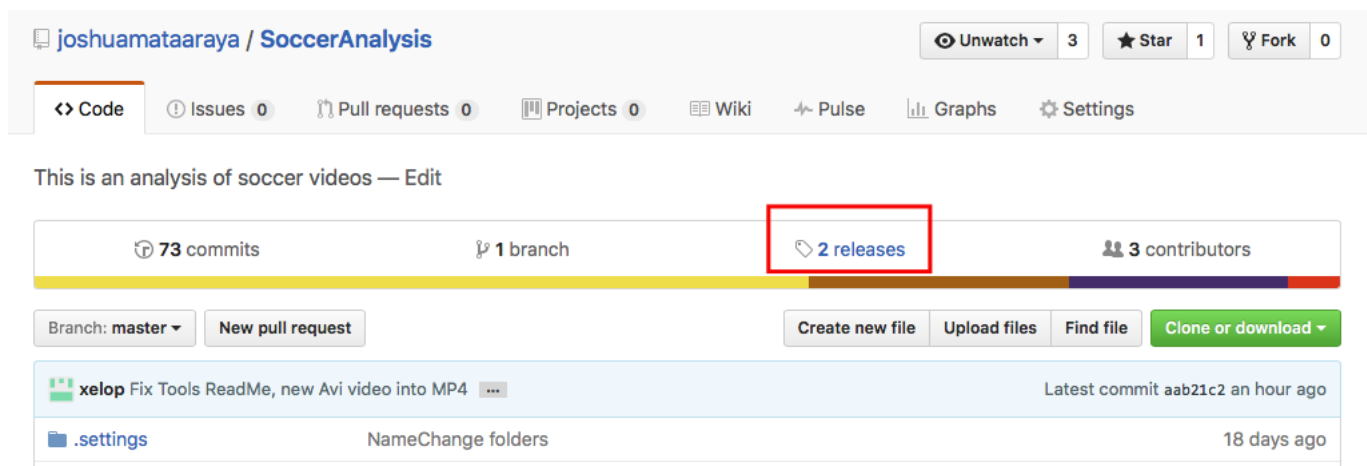 joshuamataaraya / SoccerAnalysis Unwatch 3 Star 1 Fork 0
Code Issues 0 Pull requests 0 Projects 0 Wiki Pulse Graphs Settings
This is an analysis of soccer videos — Edit
73 commits 1 branch 2 releases 3 contributors
Branch: master New pull request Create new file Upload files Find file Clone or download
xelop Fix Tools ReadMe, new Avi video into MP4 ... Latest commit aab21c2 an hour ago
.settings NameChange folders 18 days ago